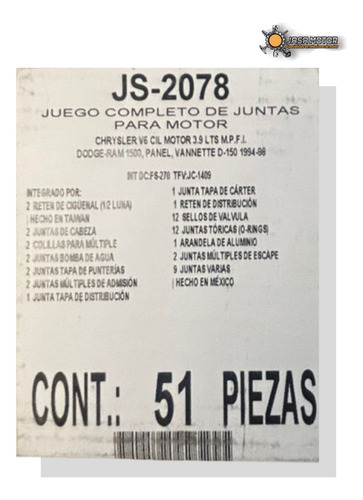 JASA MOTOR
JS-2078
JUEGO COMPLETO DE JUNTAS
PARA MOTOR
CHRYSLER V6 CIL MOTOR 3.9 LTS M.P.F.I.
DODGE-RAM 1500, PANEL, VANNETTE D-150 1994-96
INT DC:FS-270 TFV:JC-1409
INTEGRADO POR:
2 RETEN DE CIGÜEÑAL (1/2 LUNA)
| HECHO EN TAIWAN
2 JUNTAS DE CABEZA
2 COLILLAS PARA MÚLTIPLE
2 JUNTAS BOMBA DE AGUA
2 JUNTAS TAPA DE PUNTERÍAS
2 JUNTAS MÚLTIPLES DE ADMISIÓN
1 JUNTA TAPA DE DISTRIBUCIÓN
1 JUNTA TAPA DE CÁRTER
1 RETEN DE DISTRIBUCIÓN
12 SELLOS DE VALVULA
12 JUNTAS TÓRICAS (O-RINGS)
1 ARANDELA DE ALUMINIO
2 JUNTAS MÚLTIPLES DE ESCAPE
9 JUNTAS VARIAS
| HECHO EN MÉXICO
CONT.: 51 PIEZAS